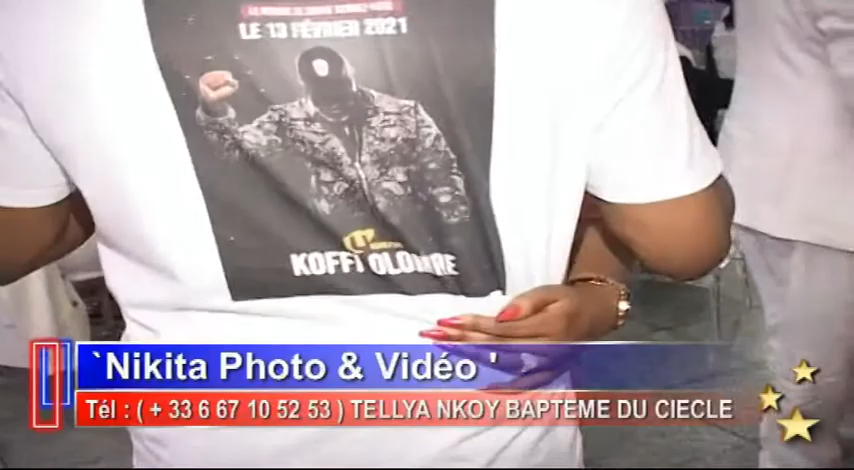 LE 13 FÉVRIER 2021
KOFFI OLOMIDE
`Nikita Photo & Vidéo '
Tél : ( + 33 6 67 10 52 53 ) TELLYA NKOY BAPTEME DU CIECLE